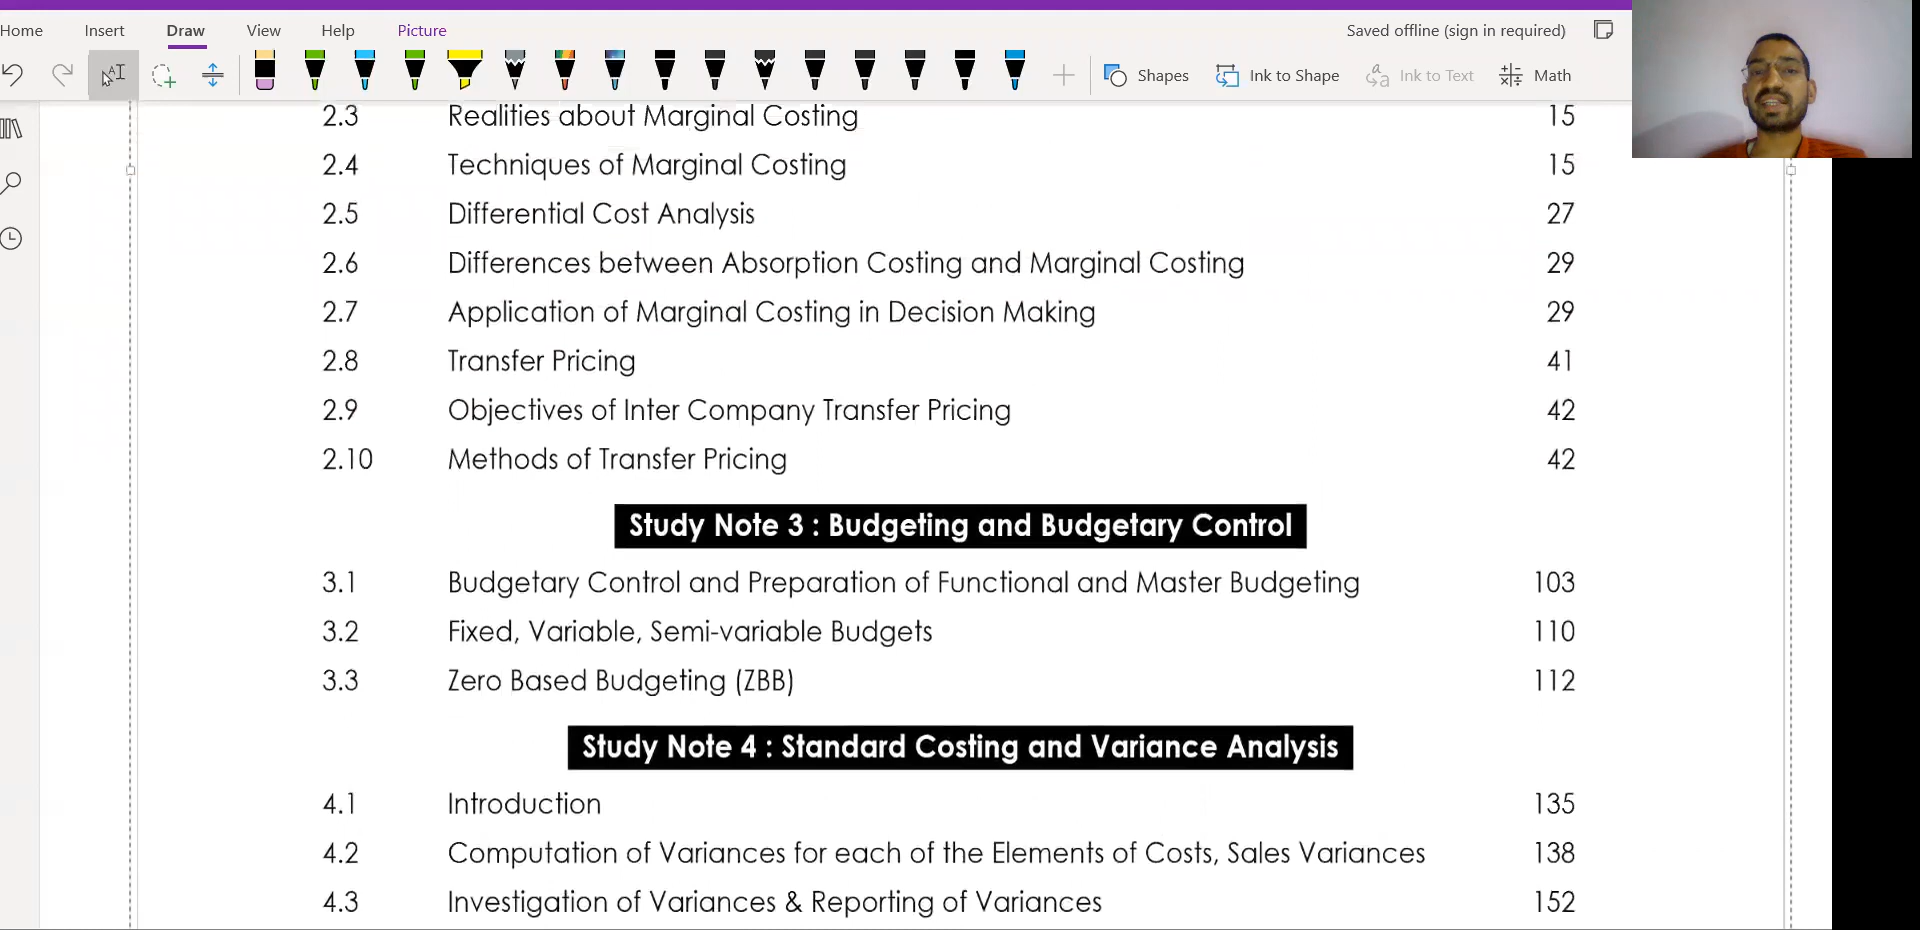 Home Insert Draw View Help Picture Saved offline (sign in required)
Shapes Ink to Shape Ink to Text Math
2.3 Realities about Marginal Costing 15
2.4 Techniques of Marginal Costing 15
2.5 Differential Cost Analysis 27
2.6 Differences between Absorption Costing and Marginal Costing 29
2.7 Application of Marginal Costing in Decision Making 29
2.8 Transfer Pricing 41
2.9 Objectives of Inter Company Transfer Pricing 42
2.10 Methods of Transfer Pricing 42
Study Note 3 : Budgeting and Budgetary Control
3.1 Budgetary Control and Preparation of Functional and Master Budgeting 103
3.2 Fixed, Variable, Semi-variable Budgets 110
3.3 Zero Based Budgeting (ZBB) 112
Study Note 4 : Standard Costing and Variance Analysis
4.1 Introduction 135
4.2 Computation of Variances for each of the Elements of Costs, Sales Variances 138
4.3 Investigation of Variances & Reporting of Variances 152